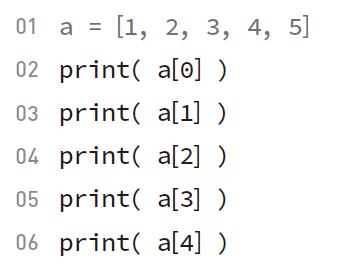 01 a = [1, 2, 3, 4, 5]
02 print( a[0] )
03 print( a[1] )
04 print( a[2] )
05 print( a[3] )
06 print( a[4] )